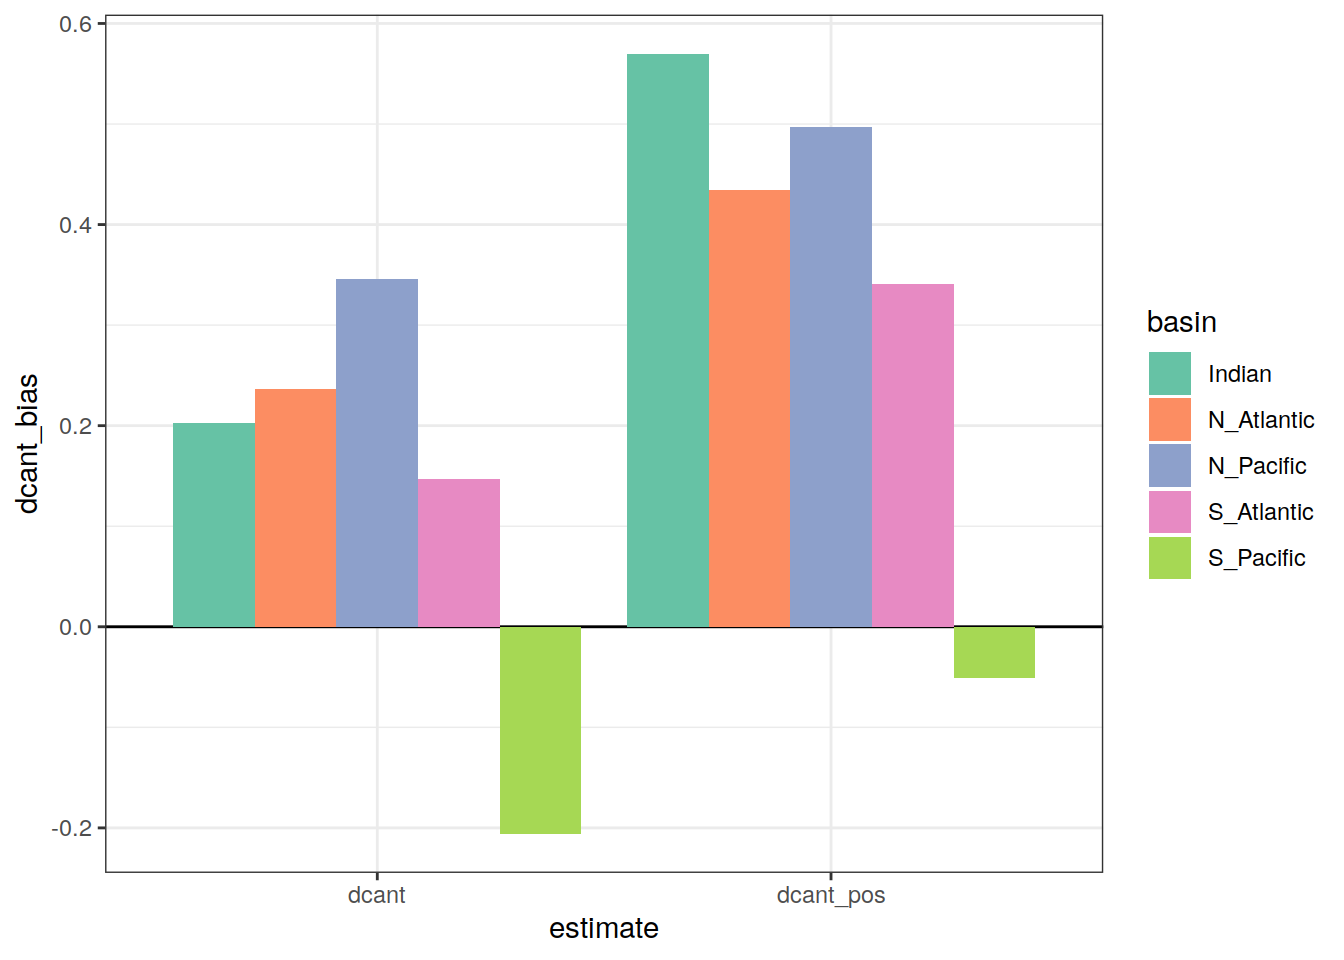 0.6
0.4
0.2
0.0
-0.2
dcant_bias
dcant
dcant_pos
estimate
basin
Indian
N_Atlantic
N_Pacific
S_Atlantic
S_Pacific